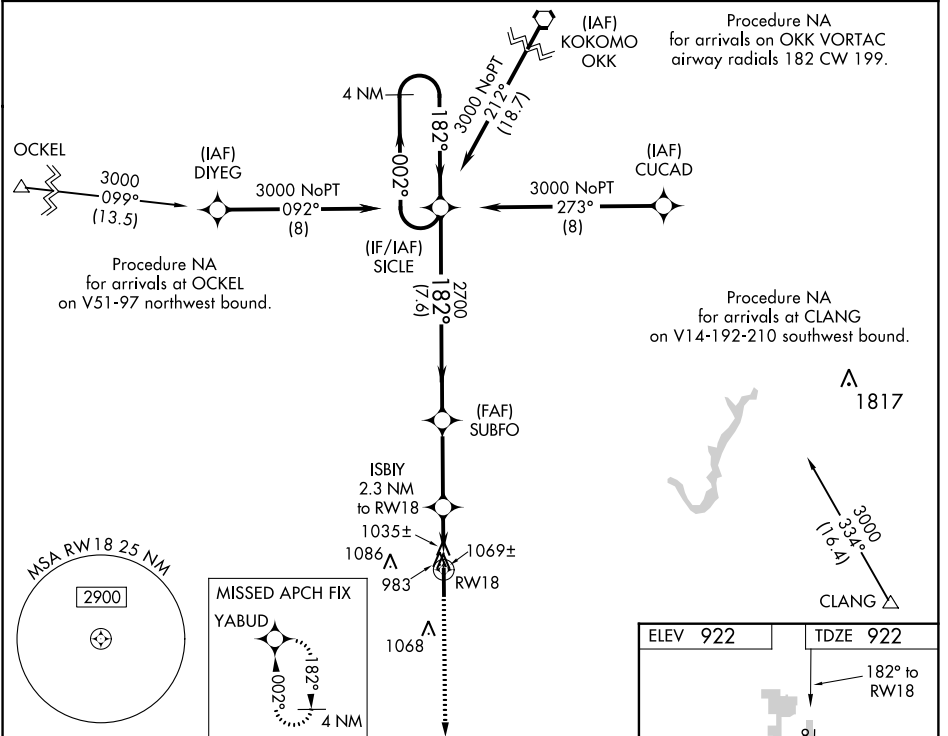 (IAF)
KOKOMO
OKK
Procedure NA
for arrivals on OKK VORTAC
airway radials 182 CW 199.
3000 NoPT
212°
(18.7)
4 NM
182°
002°
OCKEL
3000
099°
(13.5)
(IAF)
DIYEG
3000 NoPT
092°
(8)
(IAF)
CUCAD
3000 NoPT
273°
(8)
(IF/IAF)
SICLE
Procedure NA
for arrivals at OCKEL
on V51-97 northwest bound.
2700
182°
(7.6)
Procedure NA
for arrivals at CLANG
on V14-192-210 southwest bound.
1817
(FAF)
SUBFO
ISBIY
2.3 NM
to RW18
1035±
1086
1069±
983
RW18
1068
3000
334°
(16.4)
CLANG
MSA RW18 25 NM
2900
MISSED APCH FIX
YABUD
182°
002°
4 NM
ELEV 922
TDZE 922
182° to
RW18